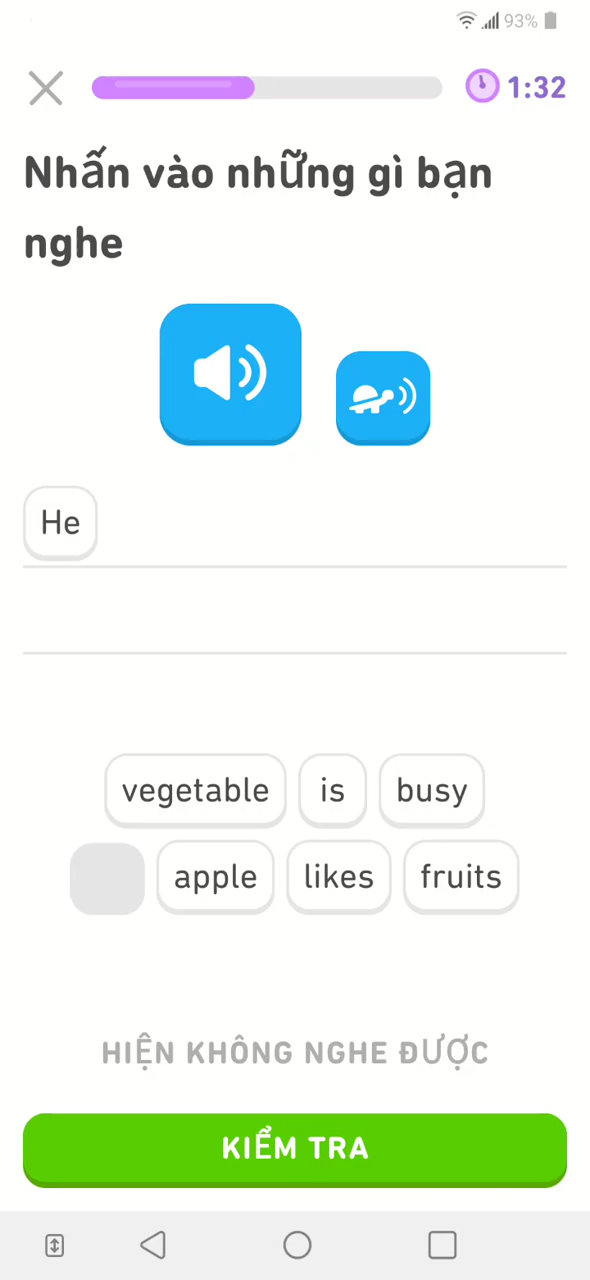 93%
1:32
Nhấn vào những gì bạn
nghe
He
vegetable is busy
apple likes fruits
HIỆN KHÔNG NGHE ĐƯỢC
KIỂM TRA